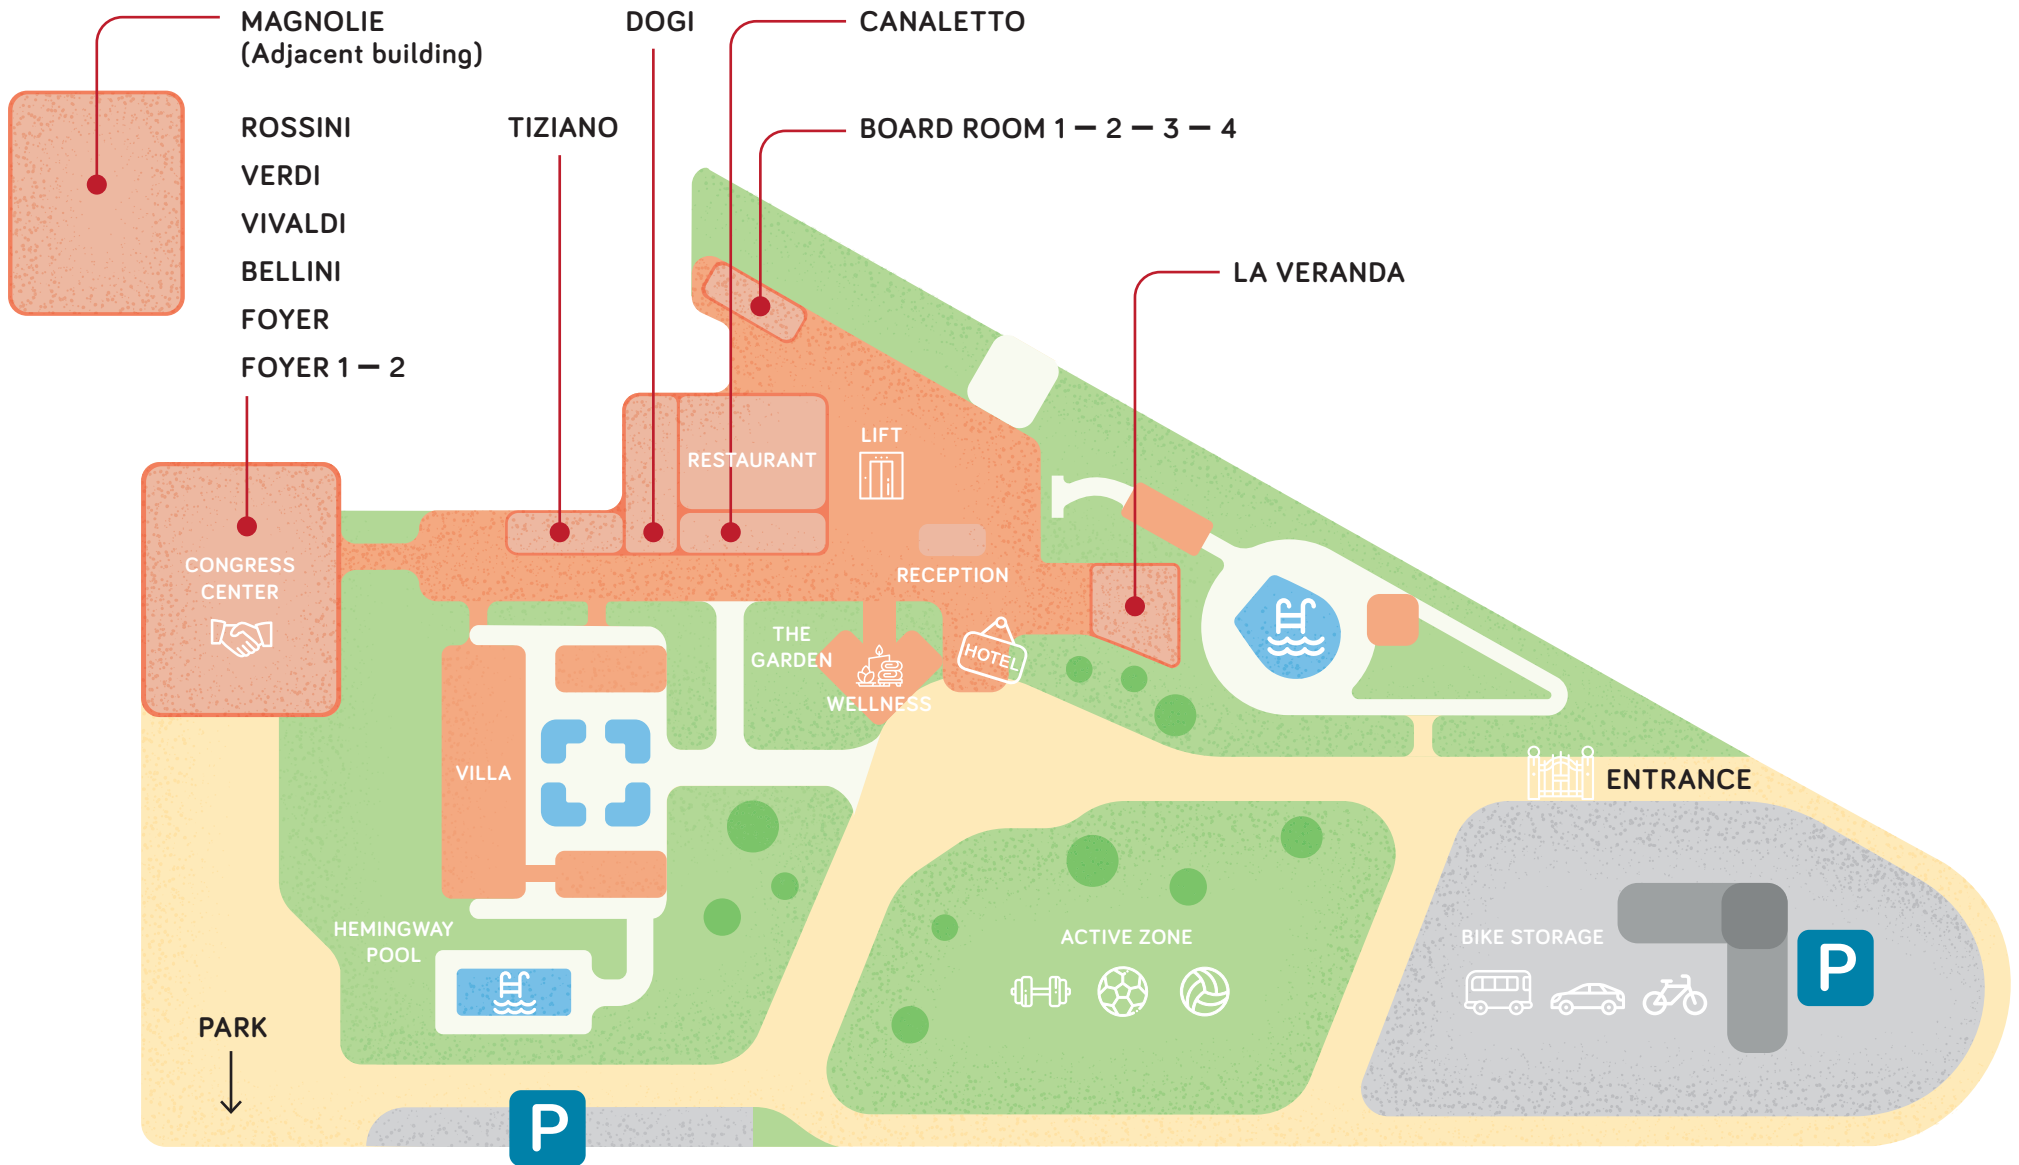 MAGNOLIE
(Adjacent building)
DOGI
CANALETTO
ROSSINI
VERDI
VIVALDI
BELLINI
FOYER
FOYER 1 – 2
TIZIANO
BOARD ROOM 1 – 2 – 3 – 4
LA VERANDA
LIFT
RESTAURANT
CONGRESS
CENTER
RECEPTION
THE
GARDEN
HOTEL
WELLNESS
VILLA
ENTRANCE
HEMINGWAY
POOL
ACTIVE ZONE
BIKE STORAGE
P
PARK
P